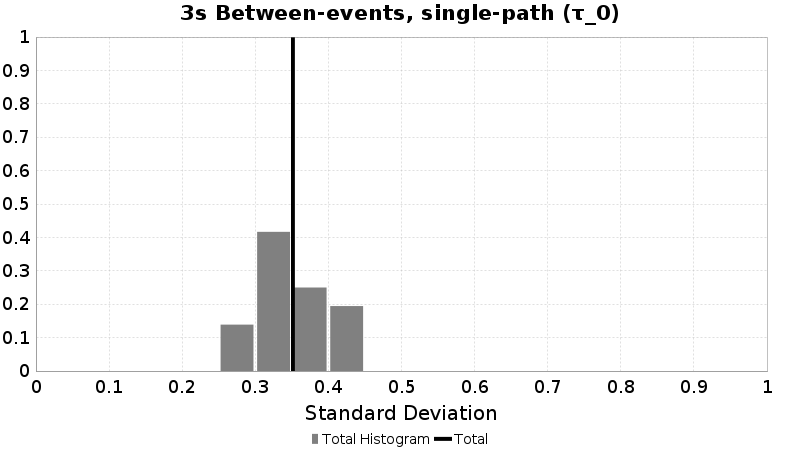 3s Between-events, single-path (τ_0)
1
0.9
0.8
0.7
0.6
0.5
0.4
0.3
0.2
0.1
0
0 0.1 0.2 0.3 0.4 0.5 0.6 0.7 0.8 0.9 1
Standard Deviation
Total Histogram Total